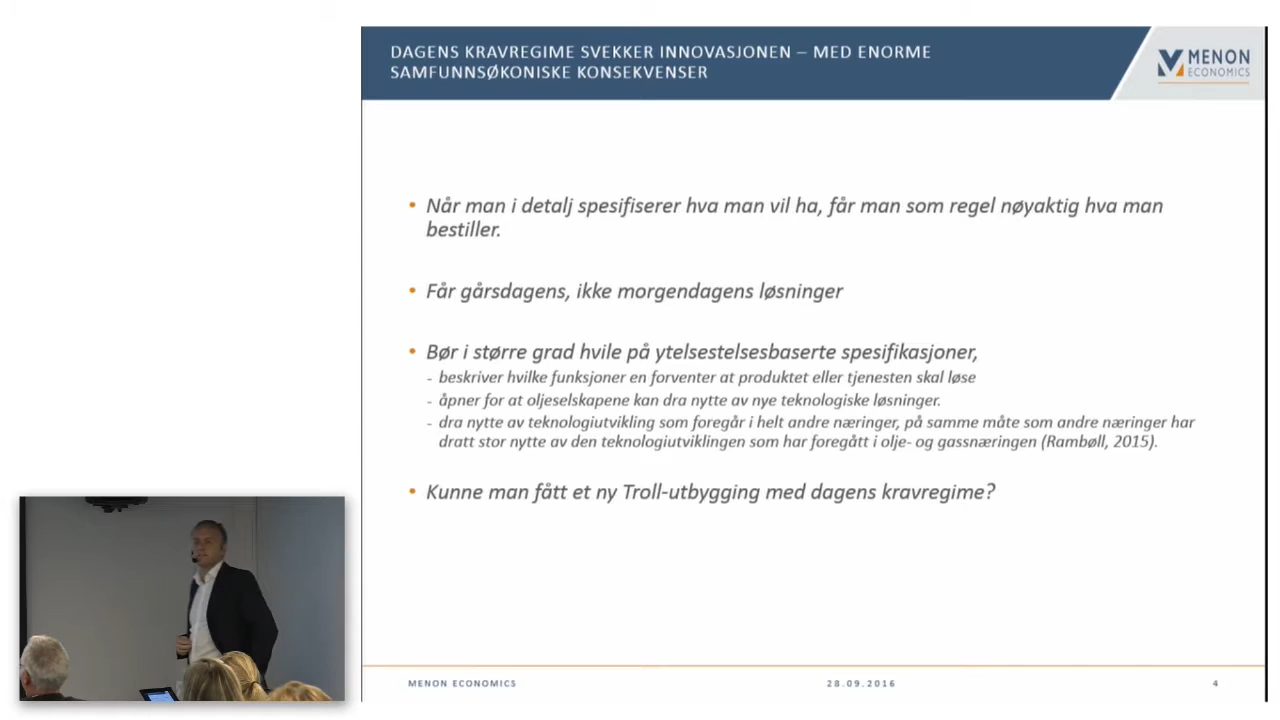 DAGENS KRAVREGIME SVEKKER INNOVASJONEN – MED ENORME
SAMFUNNSØKONISKE KONSEKVENSER
MENON
ECONOMICS
• Når man i detalj spesifiserer hva man vil ha, får man som regel nøyaktig hva man
bestiller.
• Får gårsdagens, ikke morgendagens løsninger
• Bør i større grad hvile på ytelsestelsesbaserte spesifikasjoner,
- beskriver hvilke funksjoner en forventer at produktet eller tjenesten skal løse
- åpner for at oljeselskapene kan dra nytte av nye teknologiske løsninger.
- dra nytte av teknologiutvikling som foregår i helt andre næringer, på samme måte som andre næringer har
dratt stor nytte av den teknologiutviklingen som har foregått i olje- og gassnæringen (Rambøll, 2015).
• Kunne man fått et ny Troll-utbygging med dagens kravregime?
MENON ECONOMICS
28.09.2016
4